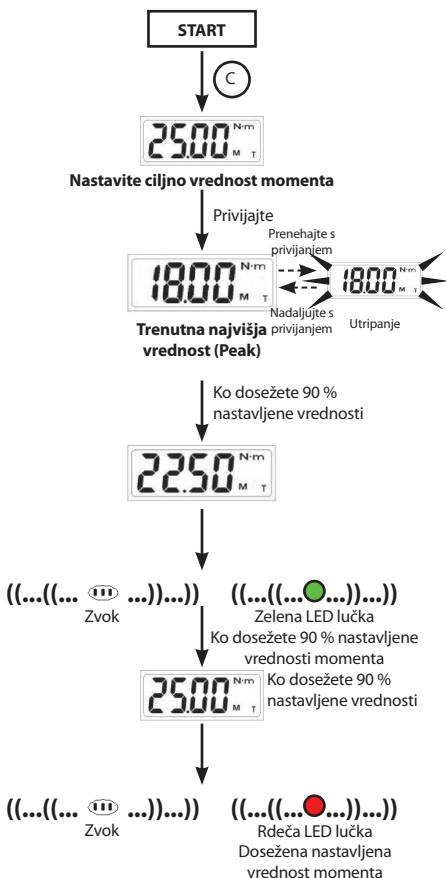 START
C
25.00 N·m
M T
Nastavite ciljno vrednost momenta
Privijajte
Prenehajte s
privijanjem
18.00 N·m
M T
18.00 N·m
M T
Nadaljujte s
privijanjem
Utripanje
Trenutna najvišja
vrednost (Peak)
Ko dosežete 90 %
nastavljene vrednosti
22.50 N·m
M T
((...((... ...))...))
((...((... ...))...))
Zvok
Zelena LED lučka
Ko dosežete 90 % nastavljene
vrednosti momenta
25.00 N·m
M T
Ko dosežete 90 %
nastavljene vrednosti
((...((... ...))...))
((...((... ...))...))
Zvok
Rdeča LED lučka
Dosežena nastavljena
vrednost momenta